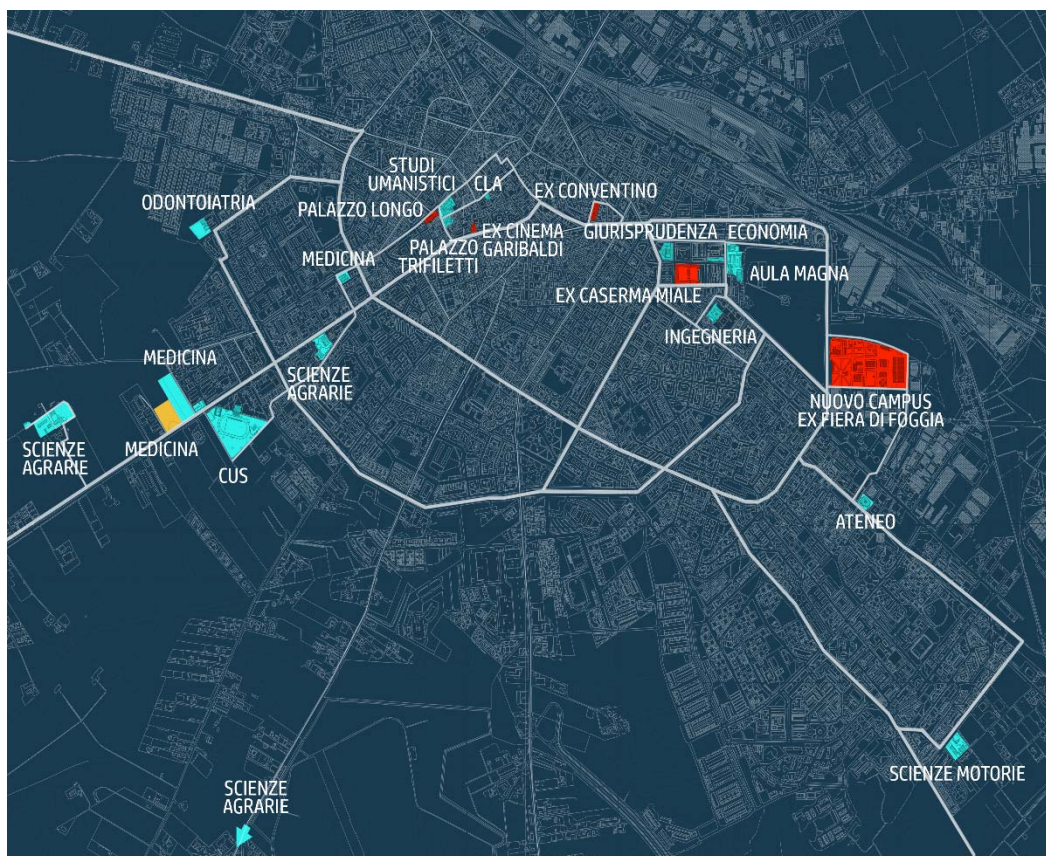 STUDI
UMANISTICI
CLA
EX CONVENTINO
ODONTOIATRIA
PALAZZO LONGO
EX CINEMA
GARIBALDI
GIURISPRUDENZA
ECONOMIA
PALAZZO
TRIFILETTI
MEDICINA
AULA MAGNA
EX CASERMA MIALE
INGEGNERIA
MEDICINA
SCIENZE
AGRARIE
NUOVO CAMPUS
EX FIERA DI FOGGIA
SCIENZE
AGRARIE
MEDICINA
CUS
ATENEO
SCIENZE MOTORIE
SCIENZE
AGRARIE